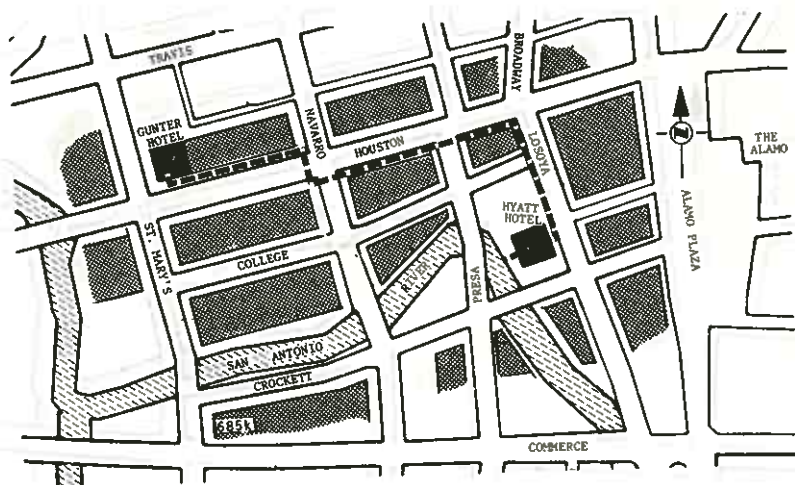 TRAVIS
BROADWAY
GUNTER
HOTEL
NAVARRO
HOUSTON
LOSOYA
THE
ALAMO
N
HYATT
HOTEL
ALAMO PLAZA
ST. MARY'S
COLLEGE
RIVER
PRESA
SAN ANTONIO
CROCKETT
685k
COMMERCE